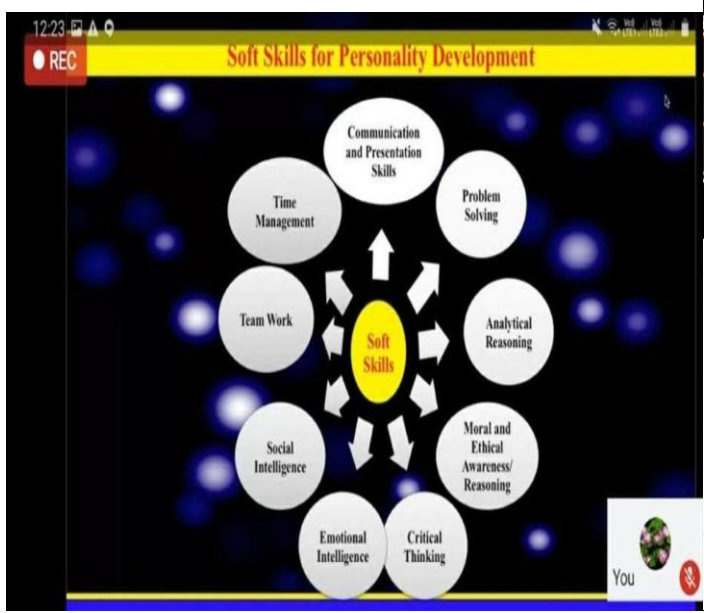 12:23
REC
Soft Skills for Personality Development
Communication
and Presentation
Skills
Problem
Solving
Analytical
Reasoning
Moral and
Ethical
Awareness/
Reasoning
Critical
Thinking
Emotional
Intelligence
Social
Intelligence
Team Work
Time
Management
Soft
Skills
You